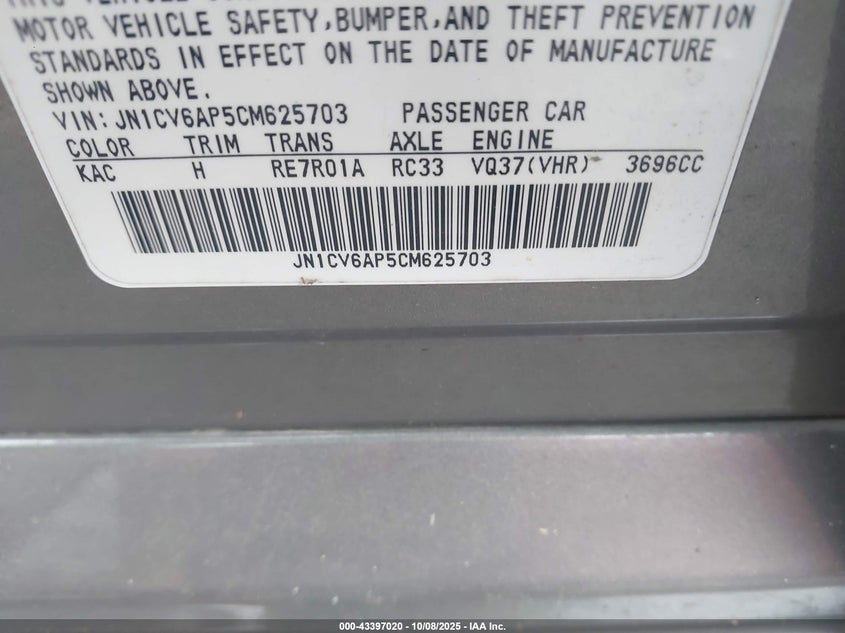 MOTOR VEHICLE SAFETY,BUMPER,AND THEFT PREVENTION
STANDARDS IN EFFECT ON THE DATE OF MANUFACTURE
SHOWN ABOVE.
VIN: JN1CV6AP5CM625703 PASSENGER CAR
COLOR TRIM TRANS AXLE ENGINE
KAC H RE7R01A RC33 VQ37(VHR) 3696CC
JN1CV6AP5CM625703
000-43397020 - 10/08/2025 - IAA Inc.